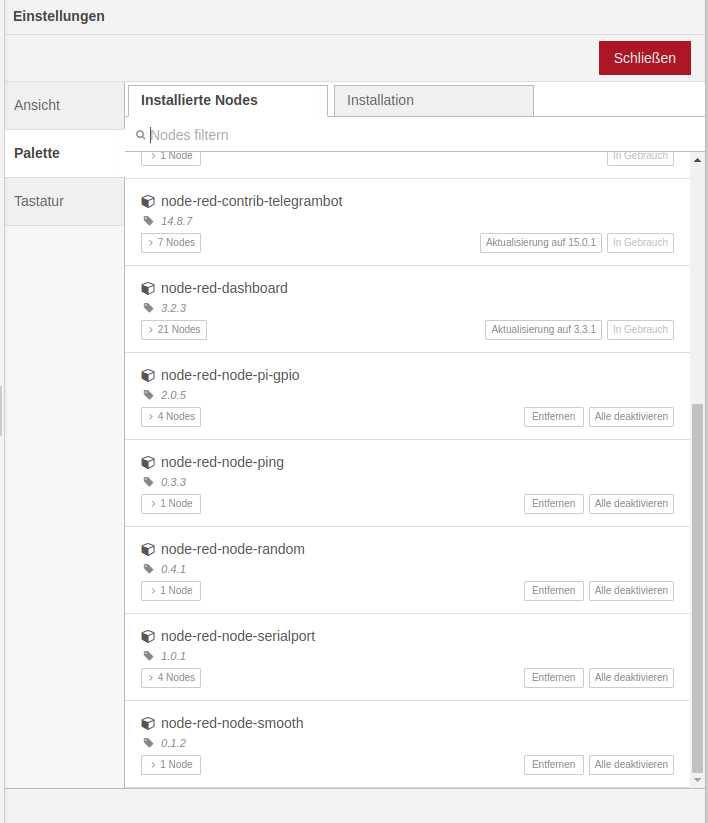 Einstellungen
Schließen
Ansicht
Palette
Tastatur
Installierte Nodes
Installation
Nodes filtern
1 Node In Gebrauch
node-red-contrib-telegrambot
14.8.7
7 Nodes Aktualisierung auf 15.0.1 In Gebrauch
node-red-dashboard
3.2.3
21 Nodes Aktualisierung auf 3.3.1 In Gebrauch
node-red-node-pi-gpio
2.0.5
4 Nodes Entfernen Alle deaktivieren
node-red-node-ping
0.3.3
1 Node Entfernen Alle deaktivieren
node-red-node-random
0.4.1
1 Node Entfernen Alle deaktivieren
node-red-node-serialport
1.0.1
4 Nodes Entfernen Alle deaktivieren
node-red-node-smooth
0.1.2
1 Node Entfernen Alle deaktivieren